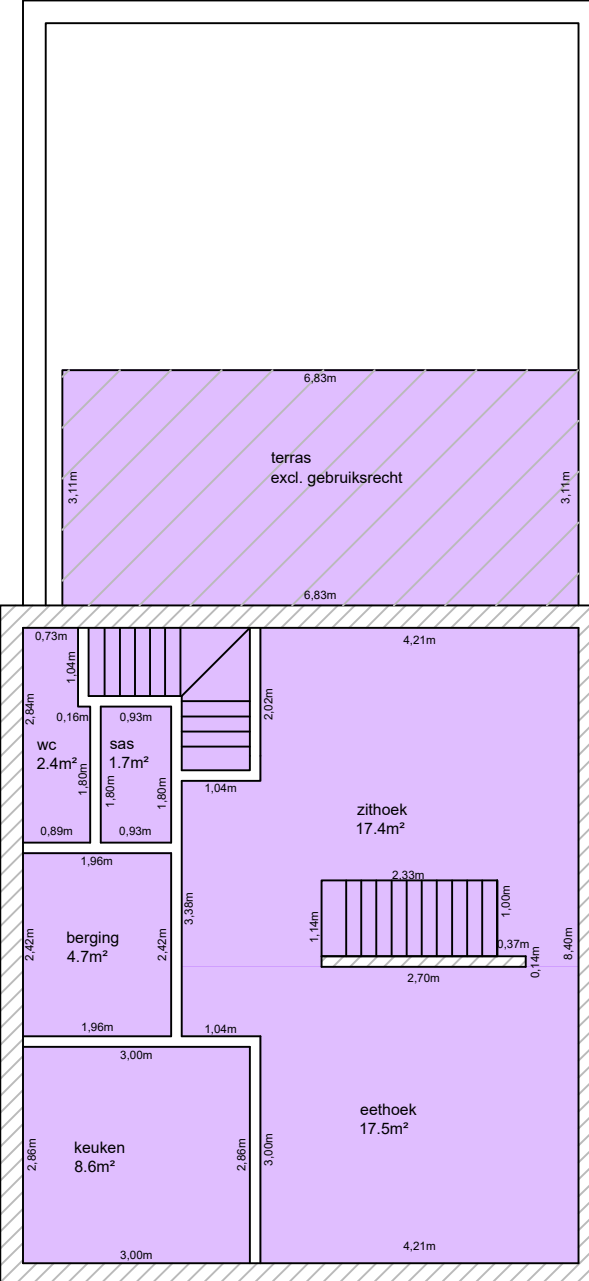 6,83m
terras
excl. gebruiksrecht
3,11m
3,11m
6,83m
0,73m
4,21m
1,04m
2,84m
0,16m
0,93m
2,02m
wc
2.4m²
sas
1.7m²
1,80m
1,80m
1,80m
1,04m
zithoek
17.4m²
0,89m
0,93m
1,96m
2,33m
3,38m
1,00m
1,14m
berging
4.7m²
2,42m
2,42m
0,37m
8,40m
0,14m
2,70m
1,96m
1,04m
3,00m
eethoek
17.5m²
keuken
8.6m²
2,86m
2,86m
3,00m
3,00m
4,21m